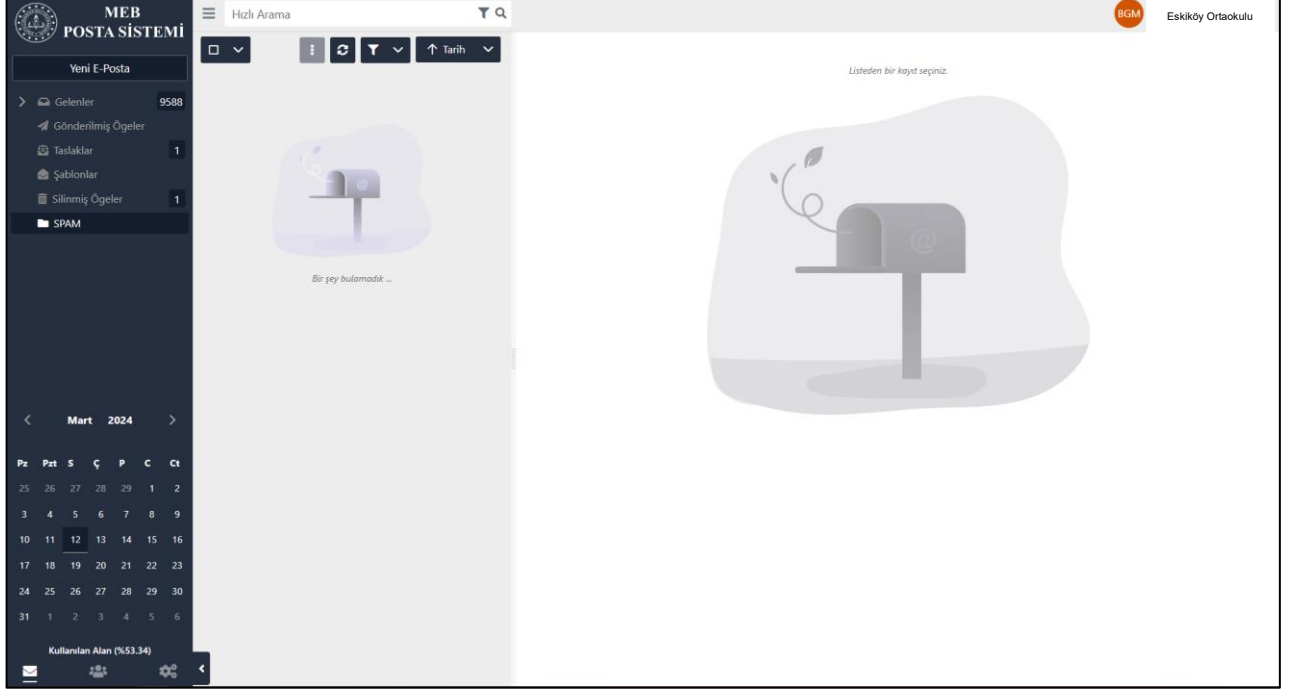 MEB
POSTA SİSTEMİ
Yeni E-Posta
Gelenler 9588
Gönderilmiş Ögeler
Taslaklar 1
Şablonlar
Silinmiş Ögeler 1
SPAM
Mart 2024
Pz Pzt S Ç P C Ct
25 26 27 28 29 1 2
3 4 5 6 7 8 9
10 11 12 13 14 15 16
17 18 19 20 21 22 23
24 25 26 27 28 29 30
31 1 2 3 4 5 6
Kullanılan Alan (%53.34)
Hızlı Arama
Tarih
Bir şey bulamadık ...
BGM Eskiköy Ortaokulu
Listeden bir kayıt seçiniz.
@
@